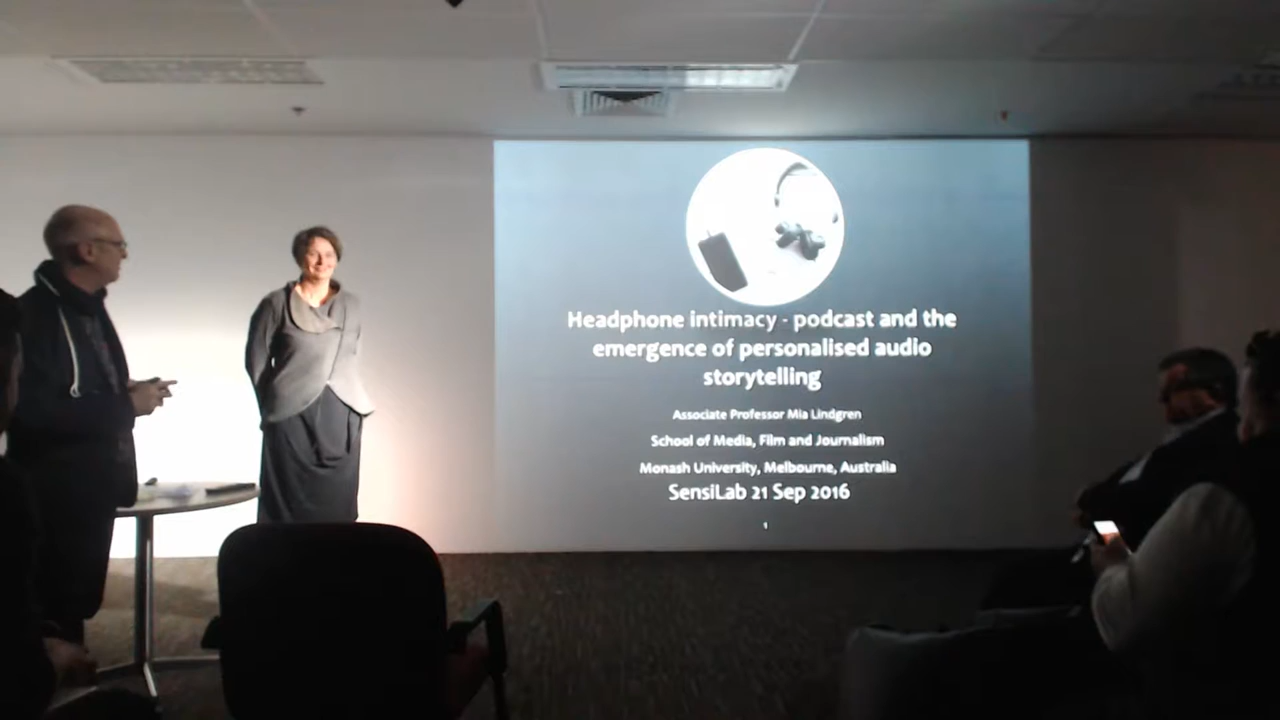 Headphone intimacy - podcast and the
emergence of personalised audio
storytelling
Associate Professor Mia Lindgren
School of Media, Film and Journalism
Monash University, Melbourne, Australia
SensiLab 21 Sep 2016
1